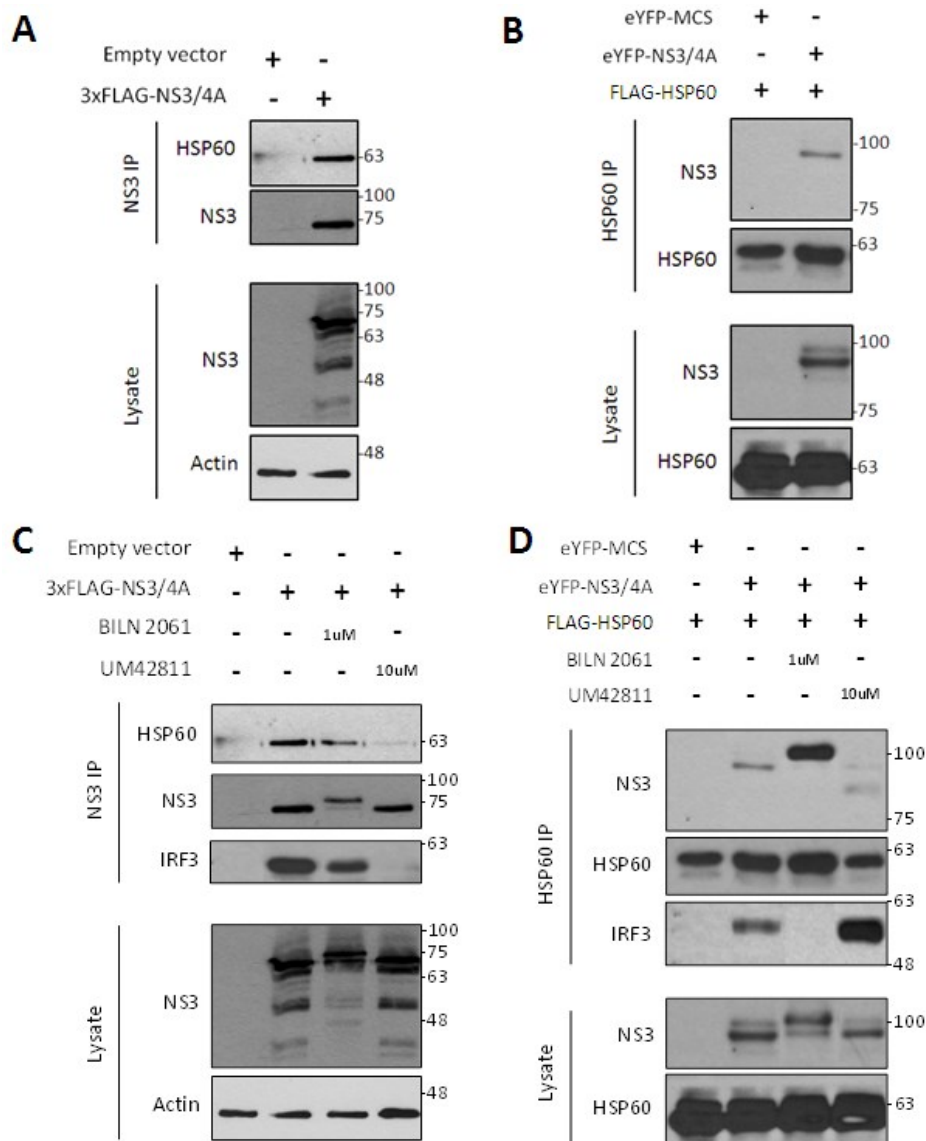 A
Empty vector + -
3xFLAG-NS3/4A - +
NS3 IP
HSP60
-63
NS3
-100
-75
Lysate
NS3
-100
-75
-63
-48
Actin
-48
B
eYFP-MCS + -
eYFP-NS3/4A - +
FLAG-HSP60 + +
HSP60 IP
NS3
-100
-75
HSP60
-63
Lysate
NS3
-100
-75
HSP60
-63
C
Empty vector + - - -
3xFLAG-NS3/4A - + + +
BILN 2061 - - 1uM -
UM42811 - - - 10uM
NS3 IP
HSP60
-63
NS3
-100
-75
IRF3
-63
Lysate
NS3
-100
-75
-63
-48
Actin
-48
D
eYFP-MCS + - - -
eYFP-NS3/4A - + + +
FLAG-HSP60 + + + +
BILN 2061 - - 1uM -
UM42811 - - - 10uM
HSP60 IP
NS3
-100
-75
HSP60
-63
IRF3
-63
-48
Lysate
NS3
-100
HSP60
-63